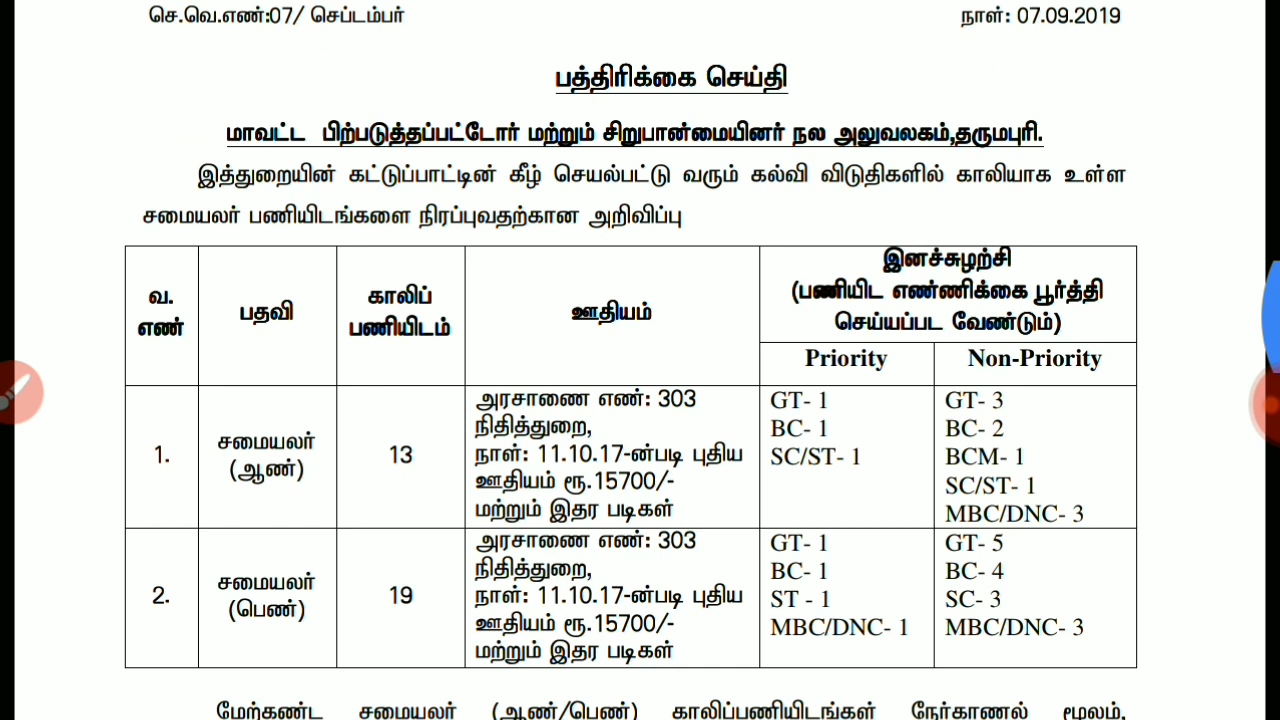 செ.வெ.எண்:07/ செப்டம்பர் நாள்: 07.09.2019
பத்திரிக்கை செய்தி
மாவட்ட பிற்படுத்தப்பட்டோர் மற்றும் சிறுபான்மையினர் நல அலுவலகம்,தருமபுரி.
இத்துறையின் கட்டுப்பாட்டின் கீழ் செயல்பட்டு வரும் கல்வி விடுதிகளில் காலியாக உள்ள
சமையலர் பணியிடங்களை நிரப்புவதற்கான அறிவிப்பு
வ.
எண்
பதவி
காலிப்
பணியிடம்
ஊதியம்
இனச்சுழற்சி
(பணியிட எண்ணிக்கை பூர்த்தி
செய்யப்பட வேண்டும்)
Priority
Non-Priority
1.
சமையலர்
(ஆண்)
13
அரசாணை எண்: 303
நிதித்துறை,
நாள்: 11.10.17-ன்படி புதிய
ஊதியம் ரூ.15700/-
மற்றும் இதர படிகள்
GT- 1
BC- 1
SC/ST- 1
GT- 3
BC- 2
BCM- 1
SC/ST- 1
MBC/DNC- 3
2.
சமையலர்
(பெண்)
19
அரசாணை எண்: 303
நிதித்துறை,
நாள்: 11.10.17-ன்படி புதிய
ஊதியம் ரூ.15700/-
மற்றும் இதர படிகள்
GT- 1
BC- 1
ST - 1
MBC/DNC- 1
GT- 5
BC- 4
SC- 3
MBC/DNC- 3
மேற்கண்ட சமையலர் (ஆண்/பெண்) காலிப்பணியிடங்கள் நேர்காணல் மூலம்,